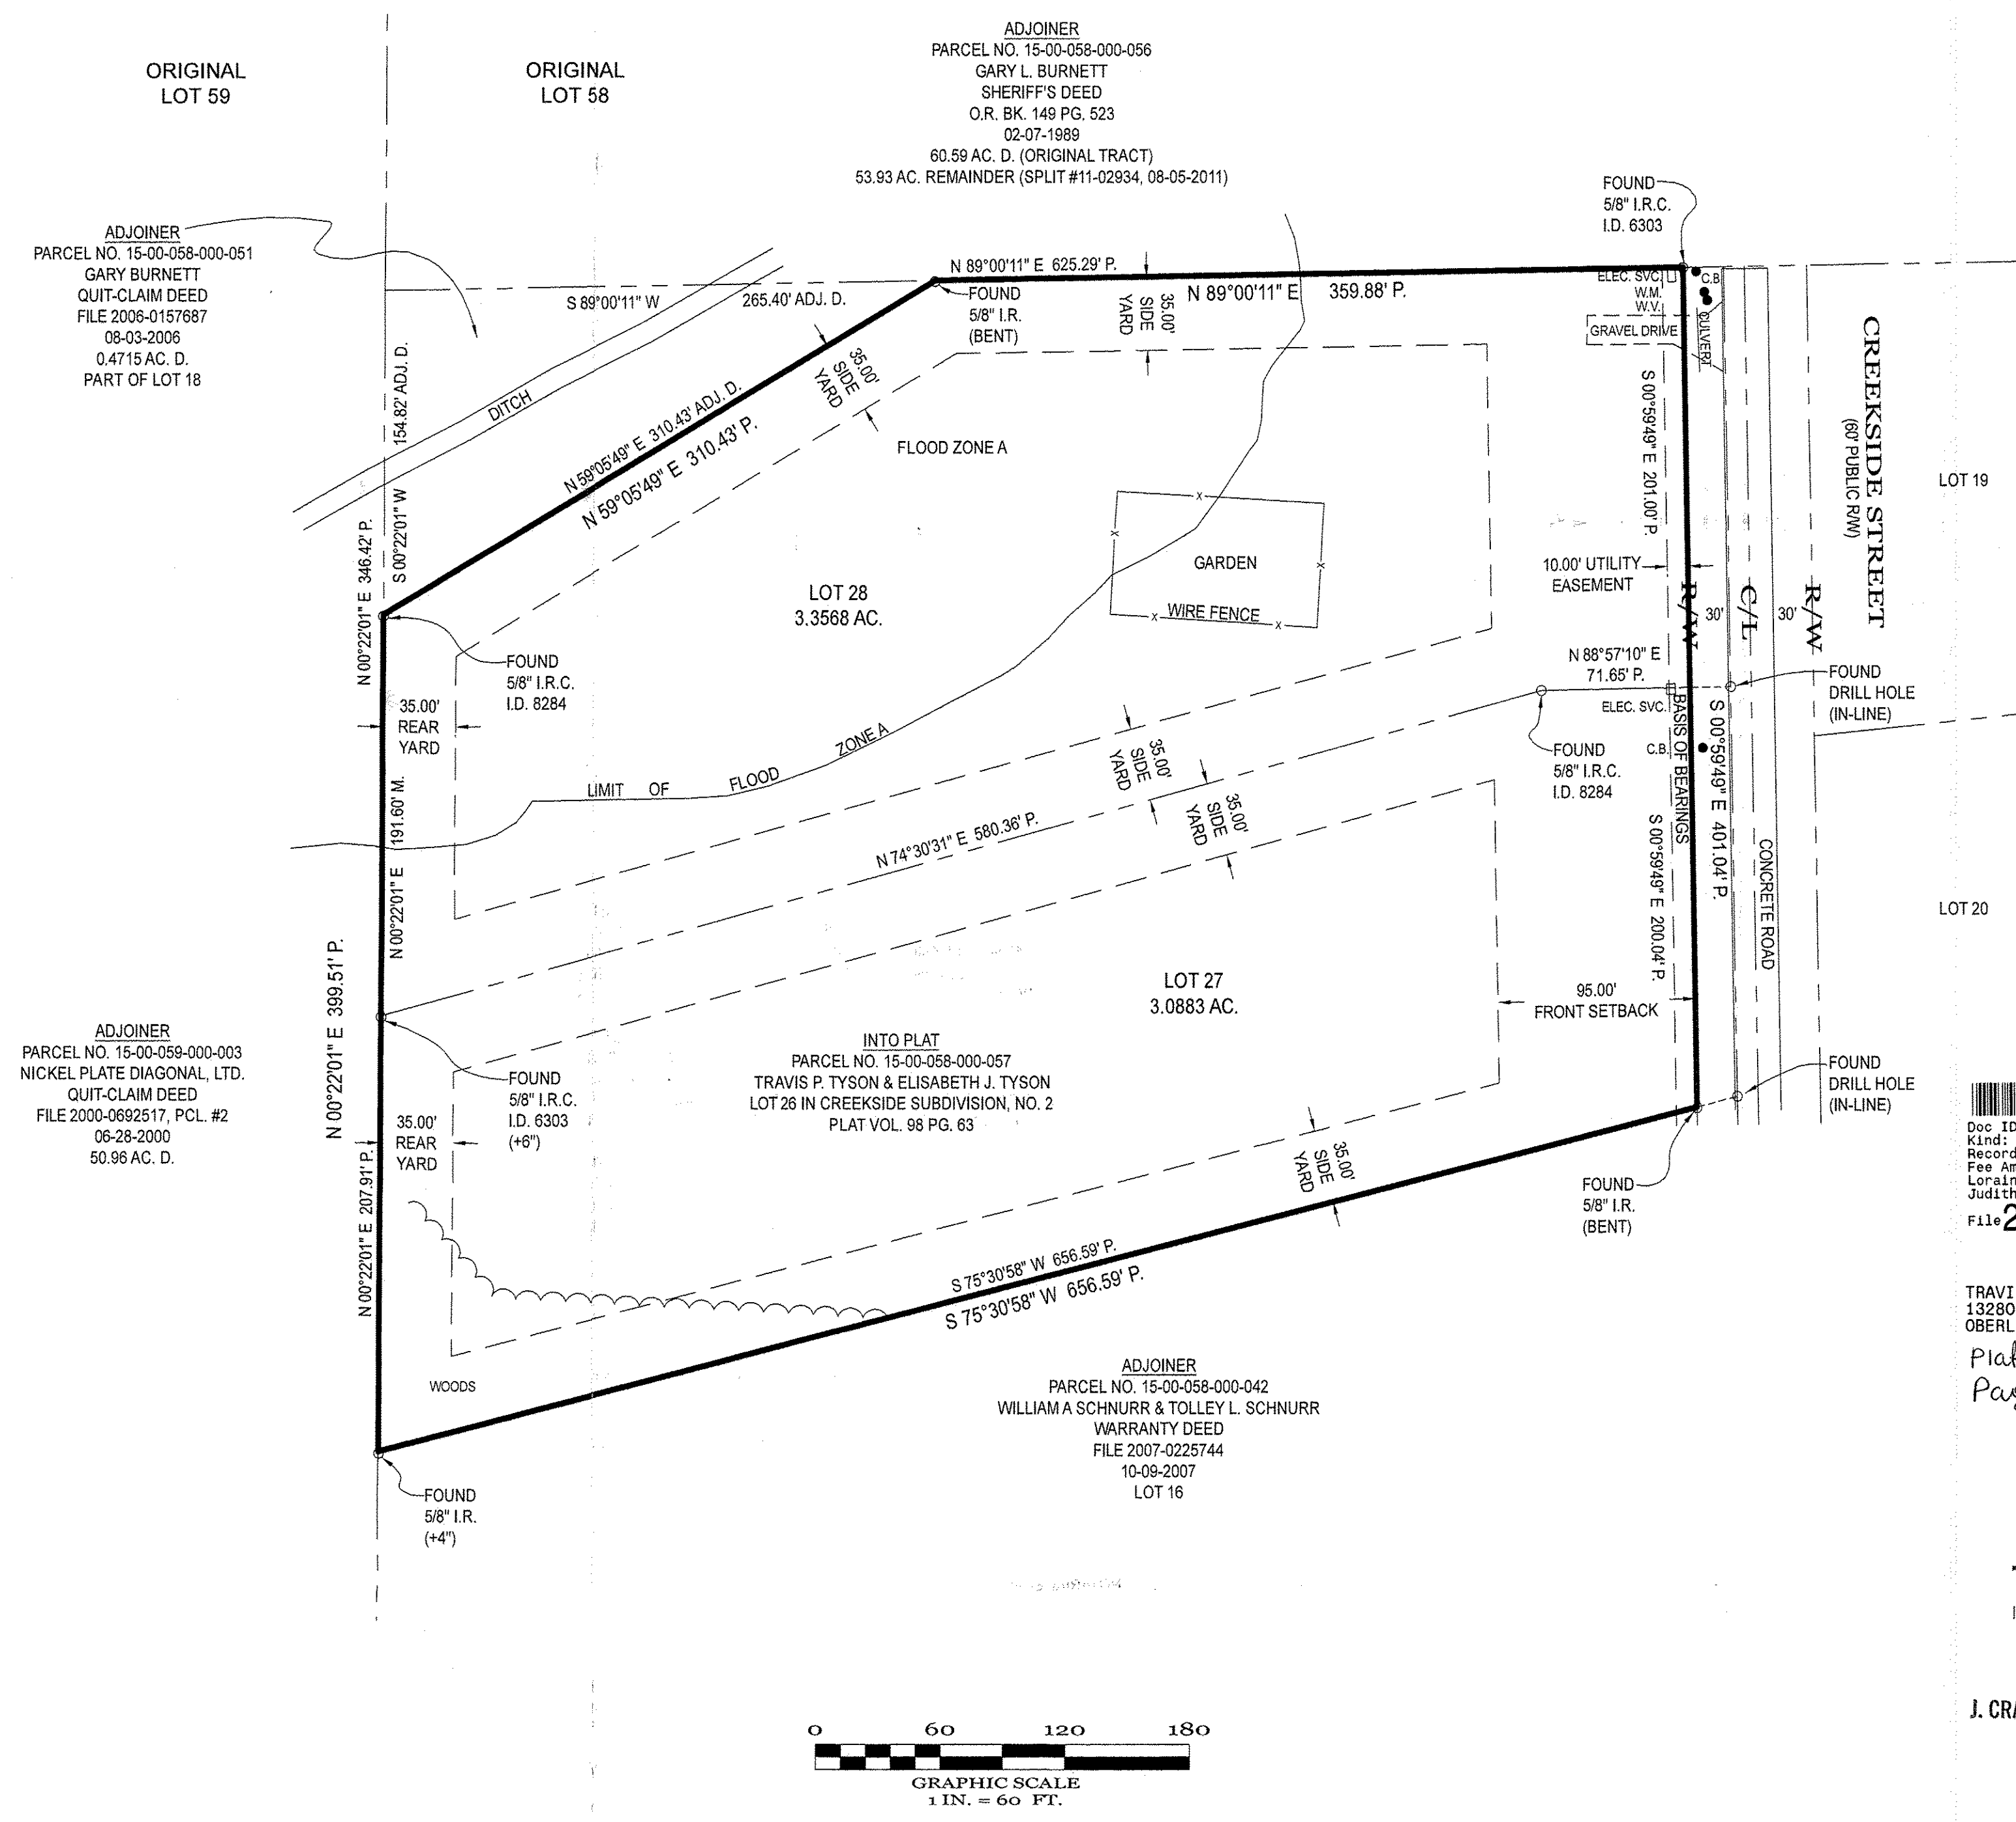 ORIGINAL
LOT 59
ORIGINAL
LOT 58
ADJOINER
PARCEL NO. 15-00-058-000-056
GARY L. BURNETT
SHERIFF'S DEED
O.R. BK. 149 PG. 523
02-07-1989
60.59 AC. D. (ORIGINAL TRACT)
53.93 AC. REMAINDER (SPLIT #11-02934, 08-05-2011)
FOUND
5/8" I.R.C.
I.D. 6303
ADJOINER
PARCEL NO. 15-00-058-000-051
GARY BURNETT
QUIT-CLAIM DEED
FILE 2006-0157687
08-03-2006
0.4715 AC. D.
PART OF LOT 18
N 89°00'11" E 625.29' P.
S 89°00'11" W 265.40' ADJ. D.
FOUND
5/8" I.R.
(BENT)
35.00'
SIDE
YARD
N 89°00'11" E 359.88' P.
ELEC. SVC.
C.B.
W.M.
W.V.
GRAVEL DRIVE
CULVERT
CREEKSIDE STREET
(60' PUBLIC R/W)
S 00°22'01" W 154.82' ADJ. D.
N 00°22'01" E 346.42' P.
DITCH
N 59°05'49" E 310.43' ADJ. D.
N 59°05'49" E 310.43' P.
35.00'
SIDE
YARD
FLOOD ZONE A
S 00°59'49" E 201.00' P.
LOT 19
GARDEN
WIRE FENCE
10.00' UTILITY
EASEMENT
R/W
30'
C/L
30'
R/W
LOT 28
3.3568 AC.
FOUND
5/8" I.R.C.
I.D. 8284
35.00'
REAR
YARD
N 88°57'10" E
71.65' P.
FOUND
DRILL HOLE
(IN-LINE)
ELEC. SVC.
C.B.
BASIS OF BEARINGS
S 00°59'49" E 401.04' P.
FOUND
5/8" I.R.C.
I.D. 8284
LIMIT OF FLOOD ZONE A
35.00'
SIDE
YARD
35.00'
SIDE
YARD
N 00°22'01" E 191.60' M.
N 74°30'31" E 580.36' P.
S 00°59'49" E 200.04' P.
CONCRETE ROAD
LOT 20
N 00°22'01" E 399.51' P.
LOT 27
3.0883 AC.
95.00'
FRONT SETBACK
ADJOINER
PARCEL NO. 15-00-059-000-003
NICKEL PLATE DIAGONAL, LTD.
QUIT-CLAIM DEED
FILE 2000-0692517, PCL. #2
06-28-2000
50.96 AC. D.
INTO PLAT
PARCEL NO. 15-00-058-000-057
TRAVIS P. TYSON & ELISABETH J. TYSON
LOT 26 IN CREEKSIDE SUBDIVISION, NO. 2
PLAT VOL. 98 PG. 63
FOUND
5/8" I.R.C.
I.D. 6303
(+6")
FOUND
DRILL HOLE
(IN-LINE)
35.00'
REAR
YARD
N 00°22'01" E 207.91' P.
35.00'
SIDE
YARD
FOUND
5/8" I.R.
(BENT)
Doc ID
Kind:
Record
Fee Am
Lorain
Judith
File 2
S 75°30'58" W 656.59' P.
S 75°30'58" W 656.59' P.
TRAVI
13280
OBERL
Plat
Pag
WOODS
ADJOINER
PARCEL NO. 15-00-058-000-042
WILLIAM A SCHNURR & TOLLEY L. SCHNURR
WARRANTY DEED
FILE 2007-0225744
10-09-2007
LOT 16
FOUND
5/8" I.R.
(+4")
J. CRA
0 60 120 180
GRAPHIC SCALE
1 IN. = 60 FT.